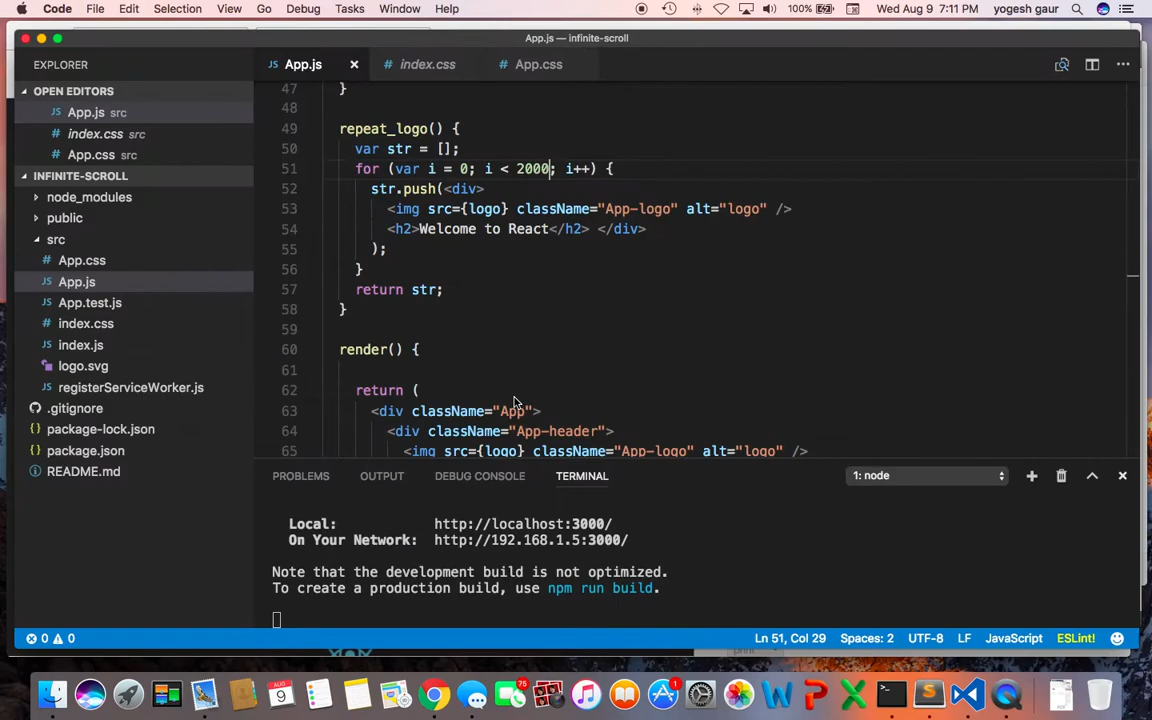 Code File Edit Selection View Go Debug Tasks Window Help 100% Wed Aug 9 7:11 PM yogesh gaur
App.js — infinite-scroll
EXPLORER
JS App.js
# index.css
# App.css
OPEN EDITORS
JS App.js src
# index.css src
# App.css src
INFINITE-SCROLL
node_modules
public
src
# App.css
JS App.js
JS App.test.js
# index.css
JS index.js
logo.svg
JS registerServiceWorker.js
.gitignore
package-lock.json
package.json
README.md
47 }
48
49 repeat_logo() {
50 var str = [];
51 for (var i = 0; i < 2000; i++) {
52 str.push(<div>
53 <img src={logo} className="App-logo" alt="logo" />
54 <h2>Welcome to React</h2> </div>
55 );
56 }
57 return str;
58 }
59
60 render() {
61
62 return (
63 <div className="App">
64 <div className="App-header">
65 <img src={logo} className="App-logo" alt="logo" />
PROBLEMS OUTPUT DEBUG CONSOLE TERMINAL 1: node
Local: http://localhost:3000/
On Your Network: http://192.168.1.5:3000/
Note that the development build is not optimized.
To create a production build, use npm run build.
0 0 Ln 51, Col 29 Spaces: 2 UTF-8 LF JavaScript ESLint!
9 75 1